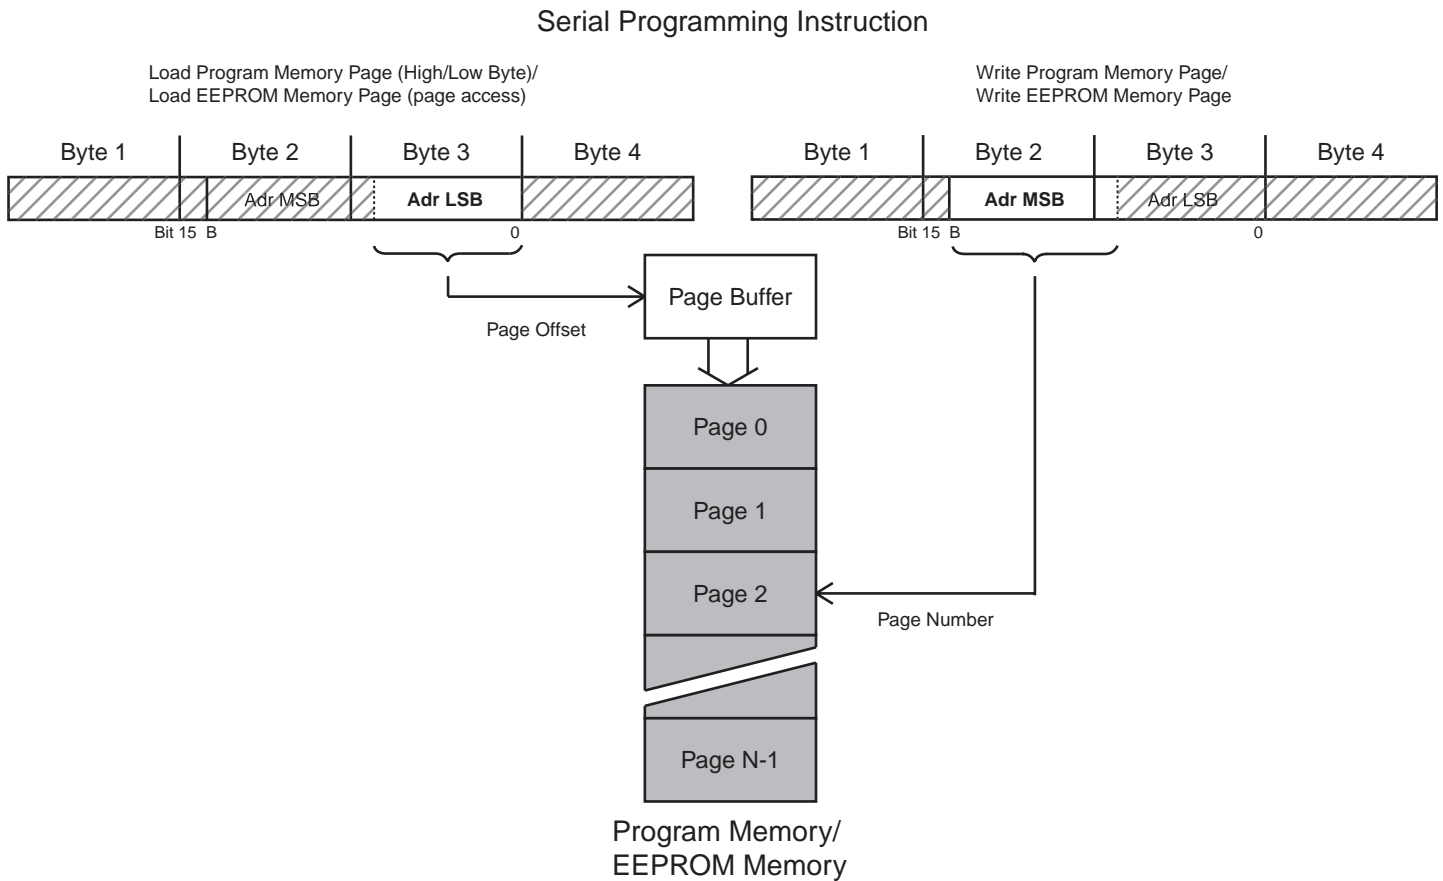 Serial Programming Instruction
Load Program Memory Page (High/Low Byte)/
Load EEPROM Memory Page (page access)
Write Program Memory Page/
Write EEPROM Memory Page
Byte 1 Byte 2 Byte 3 Byte 4
Adr MSB Adr LSB
Bit 15 B 0
Byte 1 Byte 2 Byte 3 Byte 4
Adr MSB Adr LSB
Bit 15 B 0
Page Buffer
Page Offset
Page 0
Page 1
Page 2
Page Number
Page N-1
Program Memory/
EEPROM Memory